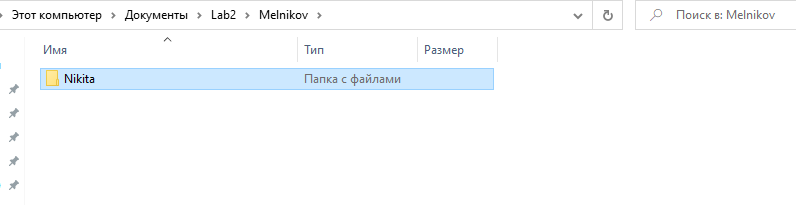 Этот компьютер > Документы > Lab2 > Melnikov >
Поиск в: Melnikov
Имя Тип Размер
Nikita Папка с файлами